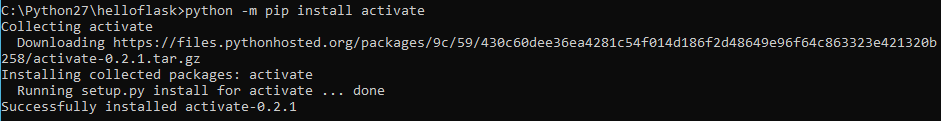 C:\Python27\helloflask>python -m pip install activate
Collecting activate
  Downloading https://files.pythonhosted.org/packages/9c/59/430c60dee36ea4281c54f014d186f2d48649e96f64c863323e421320b
258/activate-0.2.1.tar.gz
Installing collected packages: activate
  Running setup.py install for activate ... done
Successfully installed activate-0.2.1